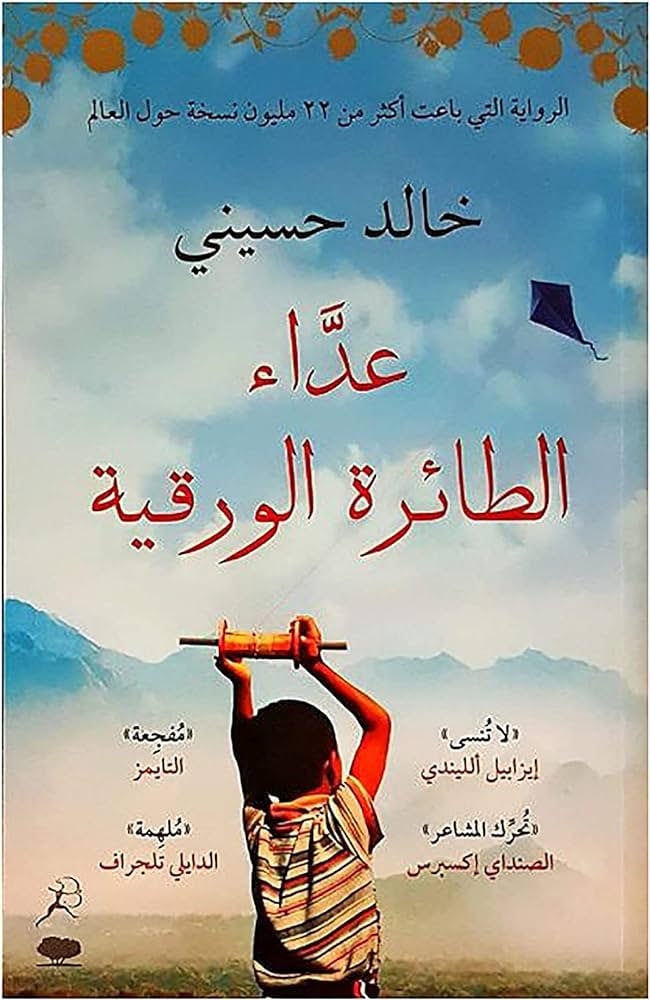 الرواية التي باعت أكثر من ٢٢ مليون نسخة حول العالم
خالد حسيني
عدَّاء
الطائرة الورقية
«لا تُنسى»
إيزابيل ألليندي
«مُفجِعة»
التايمز
«تُحرِّك المشاعر»
الصنداي إكسبرس
«مُلهِمة»
الدايلي تلجراف